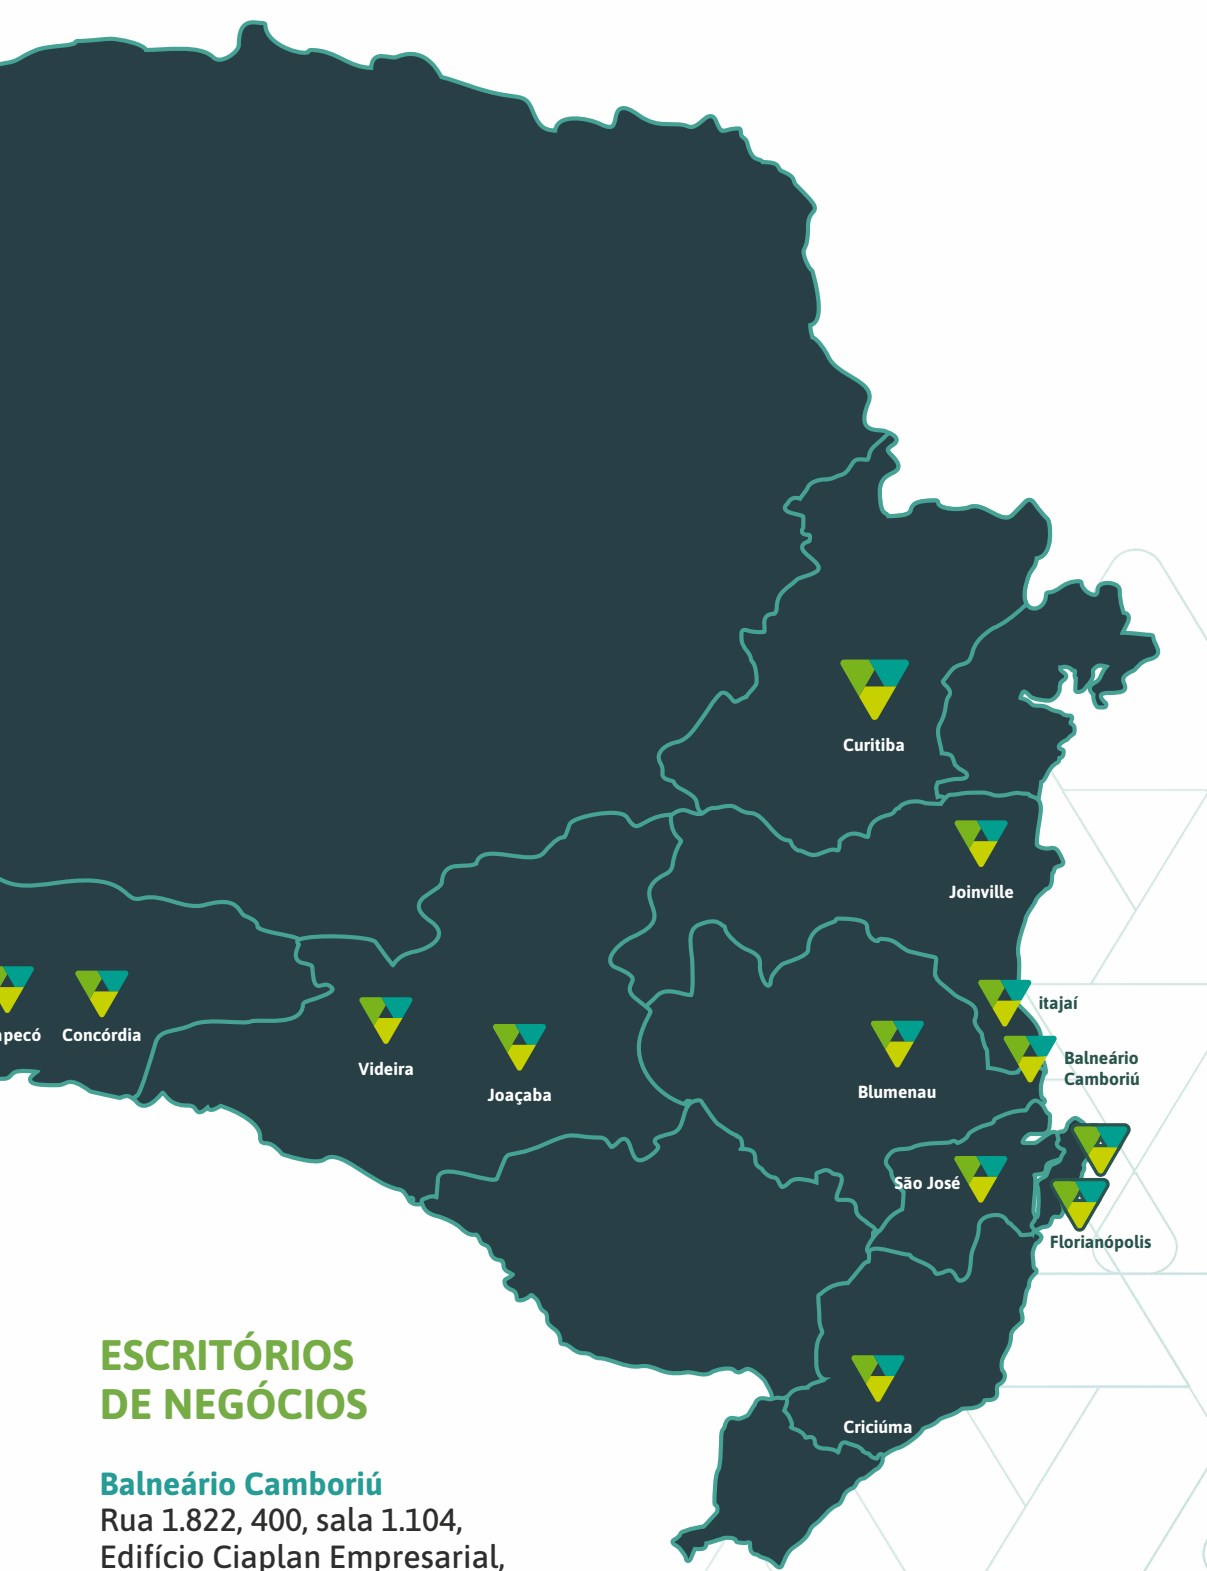 Curitiba
Joinville
itajaí
Concórdia
Videira
Balneário
Camboriú
Joaçaba
Blumenau
São José
Florianópolis
ESCRITÓRIOS
DE NEGÓCIOS
Criciúma
Balneário Camboriú
Rua 1.822, 400, sala 1.104,
Edifício Ciaplan Empresarial,